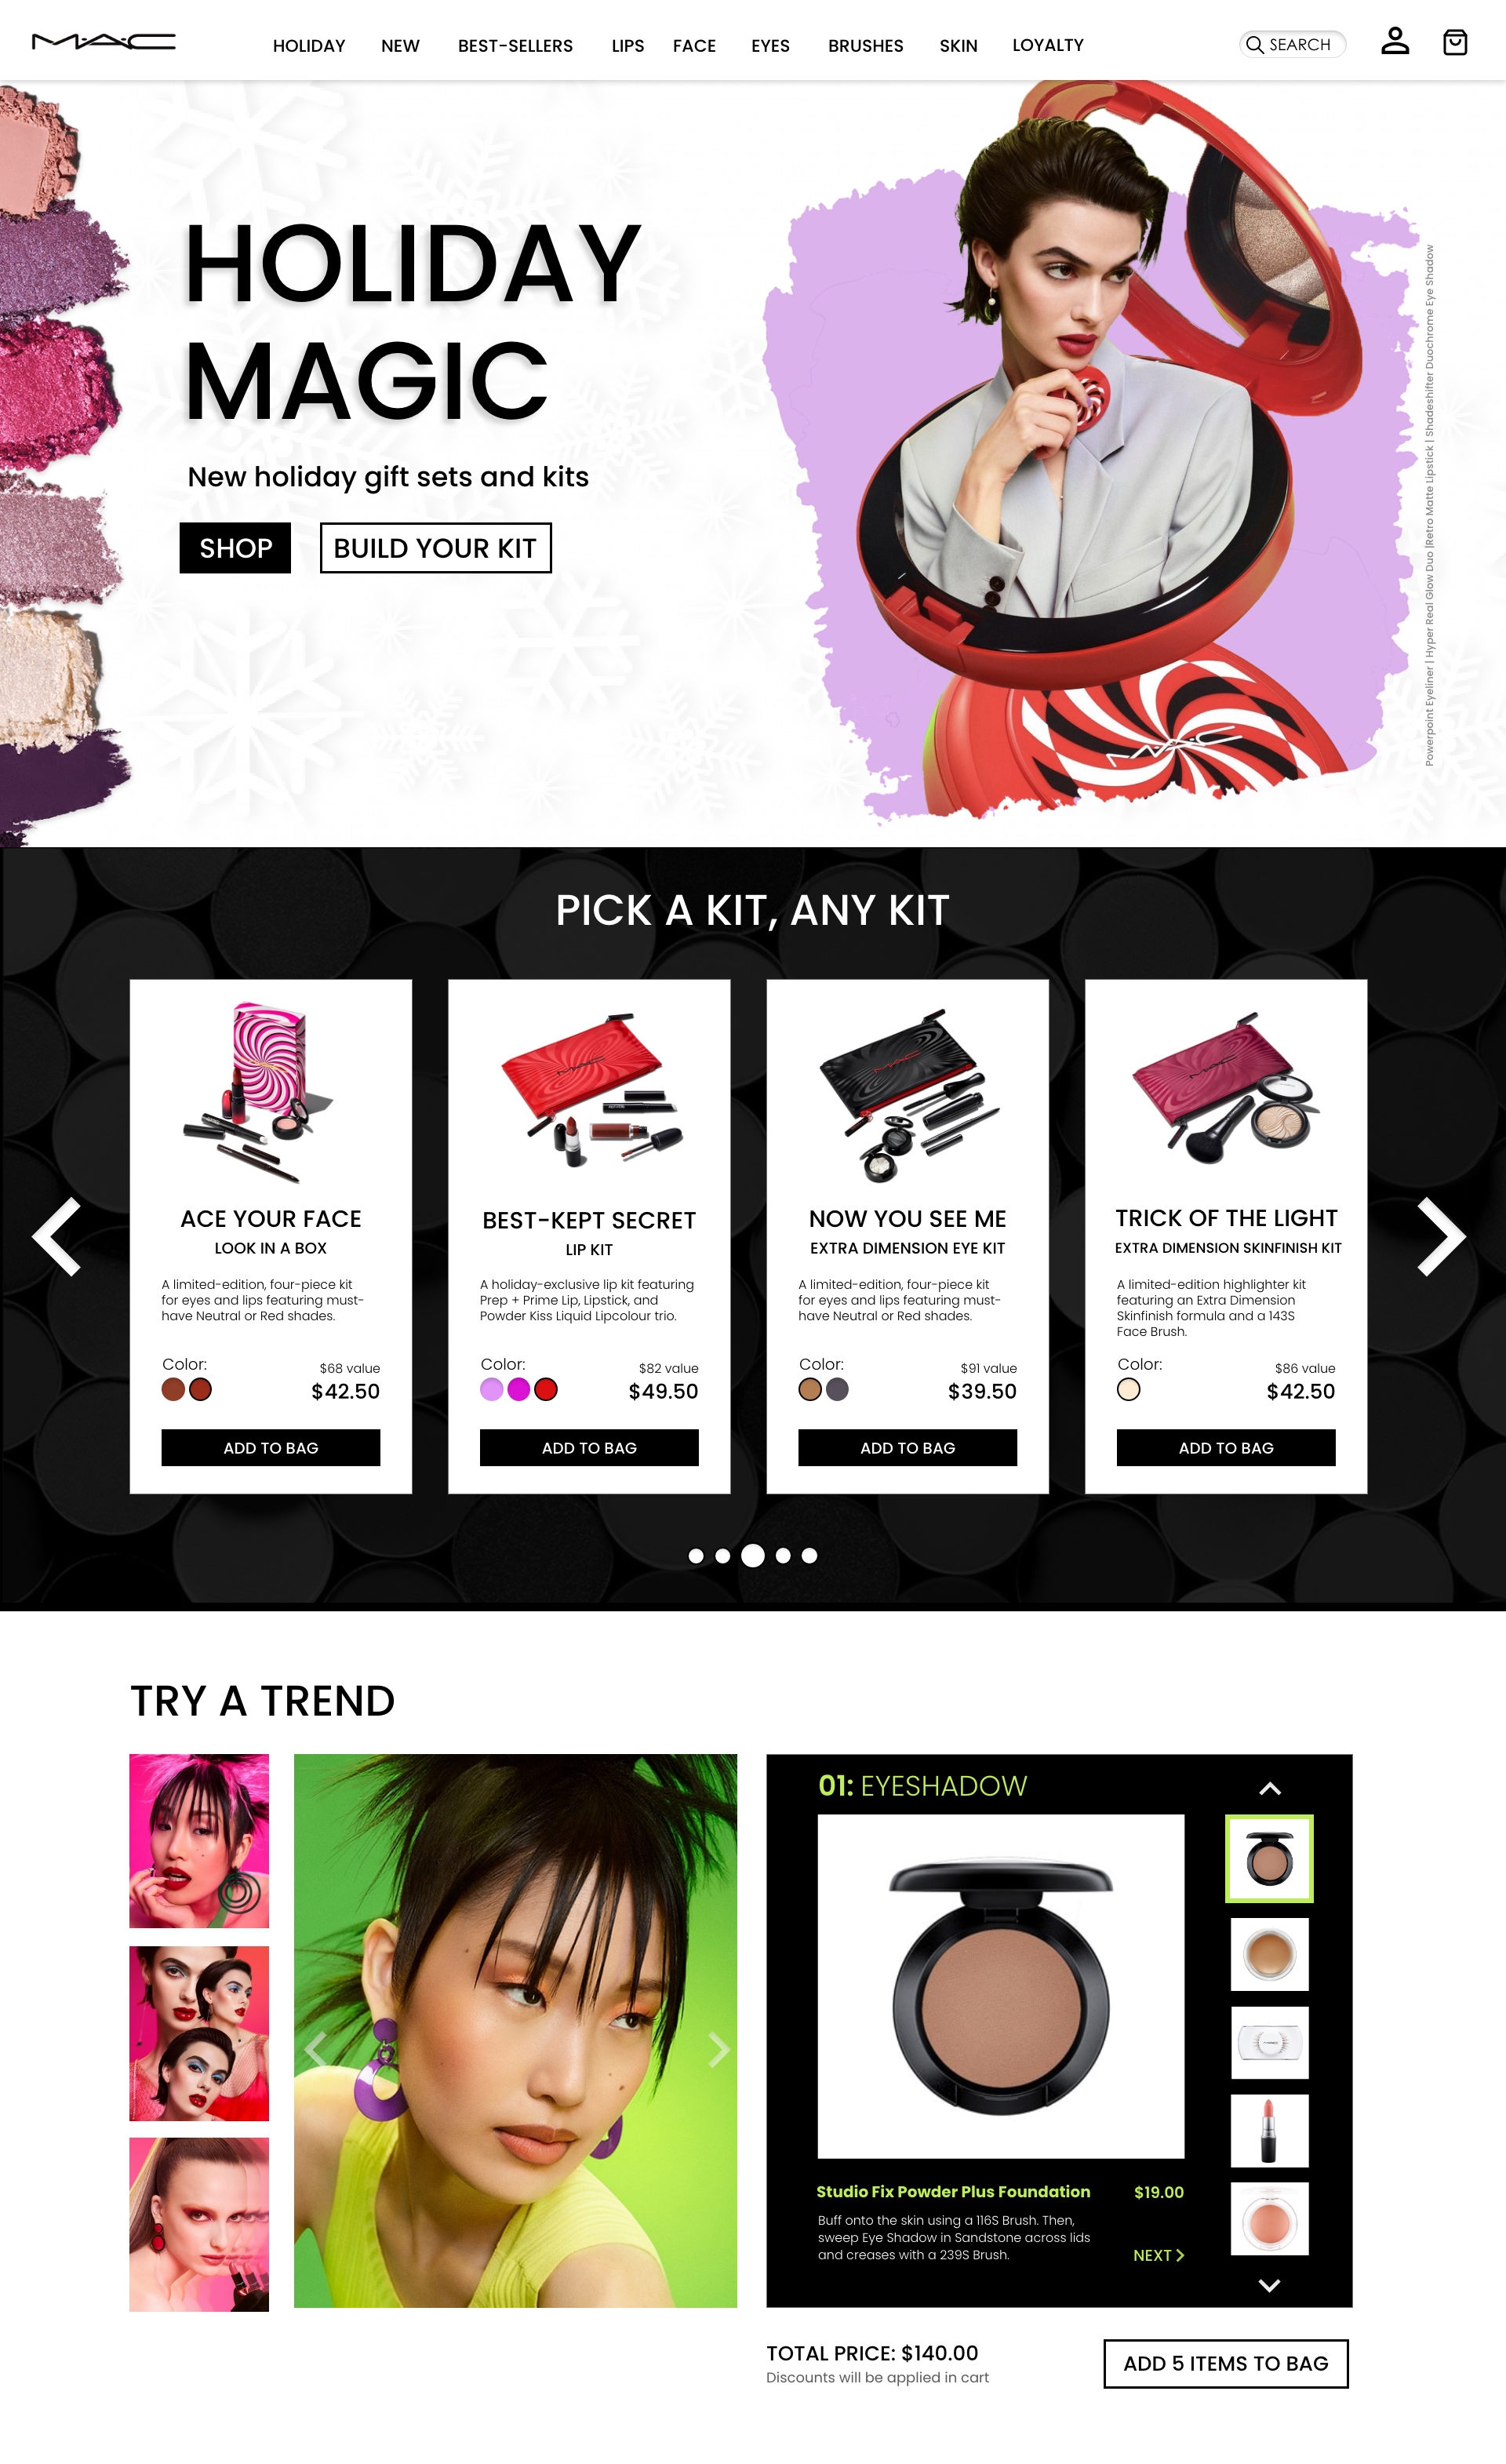 MAC
HOLIDAY NEW BEST-SELLERS LIPS FACE EYES BRUSHES SKIN LOYALTY
SEARCH
HOLIDAY
MAGIC
New holiday gift sets and kits
SHOP
BUILD YOUR KIT
MAC
Powerpoint Eyeliner | Hyper Real Glow Duo |Retro Matte Lipstick | Shadeshifter Duochrome Eye Shadow
PICK A KIT, ANY KIT
ACE YOUR FACE
LOOK IN A BOX
A limited-edition, four-piece kit
for eyes and lips featuring must-
have Neutral or Red shades.
Color:
$68 value
$42.50
ADD TO BAG
MAC
BEST-KEPT SECRET
LIP KIT
A holiday-exclusive lip kit featuring
Prep + Prime Lip, Lipstick, and
Powder Kiss Liquid Lipcolour trio.
Color:
$82 value
$49.50
ADD TO BAG
MAC
NOW YOU SEE ME
EXTRA DIMENSION EYE KIT
A limited-edition, four-piece kit
for eyes and lips featuring must-
have Neutral or Red shades.
Color:
$91 value
$39.50
ADD TO BAG
MAC
TRICK OF THE LIGHT
EXTRA DIMENSION SKINFINISH KIT
A limited-edition highlighter kit
featuring an Extra Dimension
Skinfinish formula and a 143S
Face Brush.
Color:
$86 value
$42.50
ADD TO BAG
TRY A TREND
01: EYESHADOW
Studio Fix Powder Plus Foundation
$19.00
Buff onto the skin using a 116S Brush. Then,
sweep Eye Shadow in Sandstone across lids
and creases with a 239S Brush.
NEXT
TOTAL PRICE: $140.00
Discounts will be applied in cart
ADD 5 ITEMS TO BAG